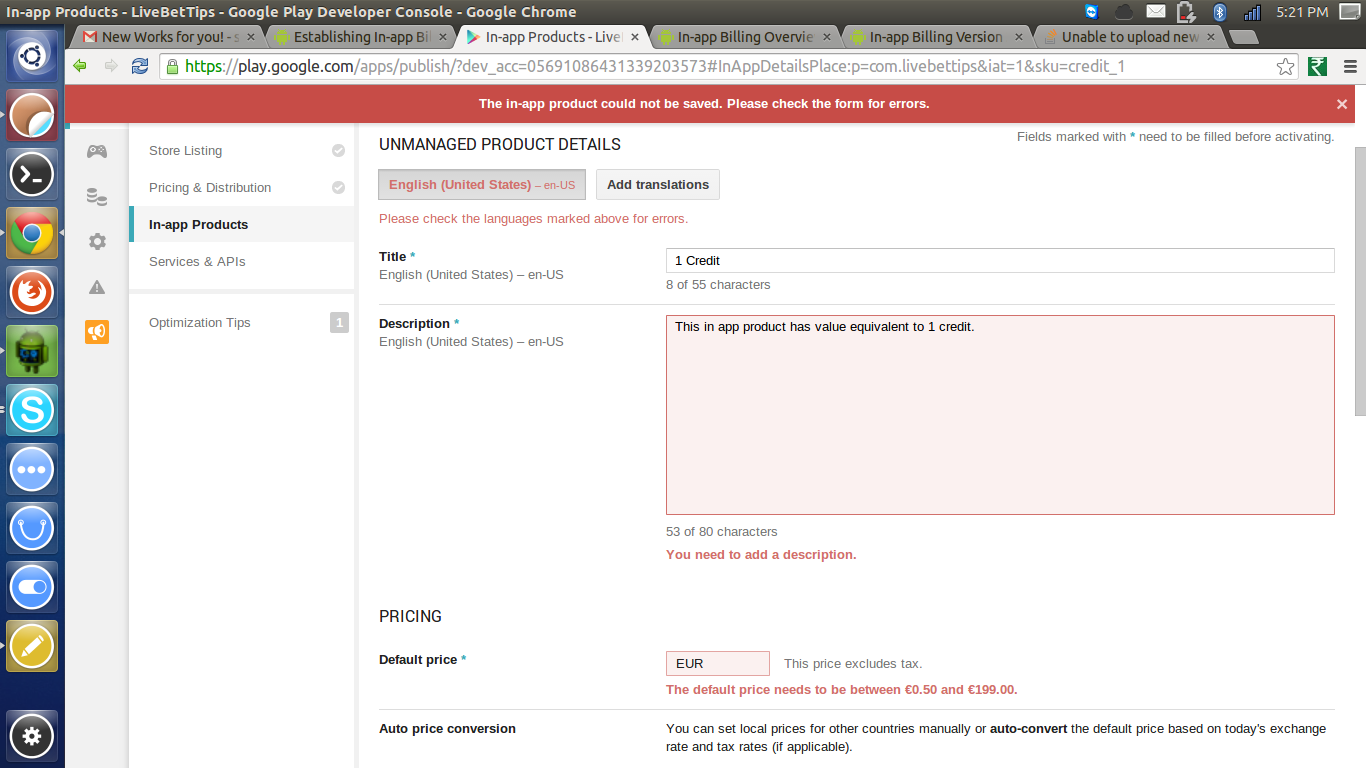 In-app Products - LiveBetTips - Google Play Developer Console - Google Chrome
5:21 PM
New Works for you! - s
Establishing In-app Bil
In-app Products - Livel
In-app Billing Overvie
In-app Billing Version
Unable to upload new
https://play.google.com/apps/publish/?dev_acc=05691086431339203573#InAppDetailsPlace:p=com.livebettips&iat=1&sku=credit_1
The in-app product could not be saved. Please check the form for errors.
Store Listing
Pricing & Distribution
In-app Products
Services & APIs
Optimization Tips
1
Fields marked with * need to be filled before activating.
UNMANAGED PRODUCT DETAILS
English (United States) – en-US
Add translations
Please check the languages marked above for errors.
Title *
English (United States) – en-US
1 Credit
8 of 55 characters
Description *
English (United States) – en-US
This in app product has value equivalent to 1 credit.
53 of 80 characters
You need to add a description.
PRICING
Default price *
EUR
This price excludes tax.
The default price needs to be between €0.50 and €199.00.
Auto price conversion
You can set local prices for other countries manually or auto-convert the default price based on today's exchange
rate and tax rates (if applicable).